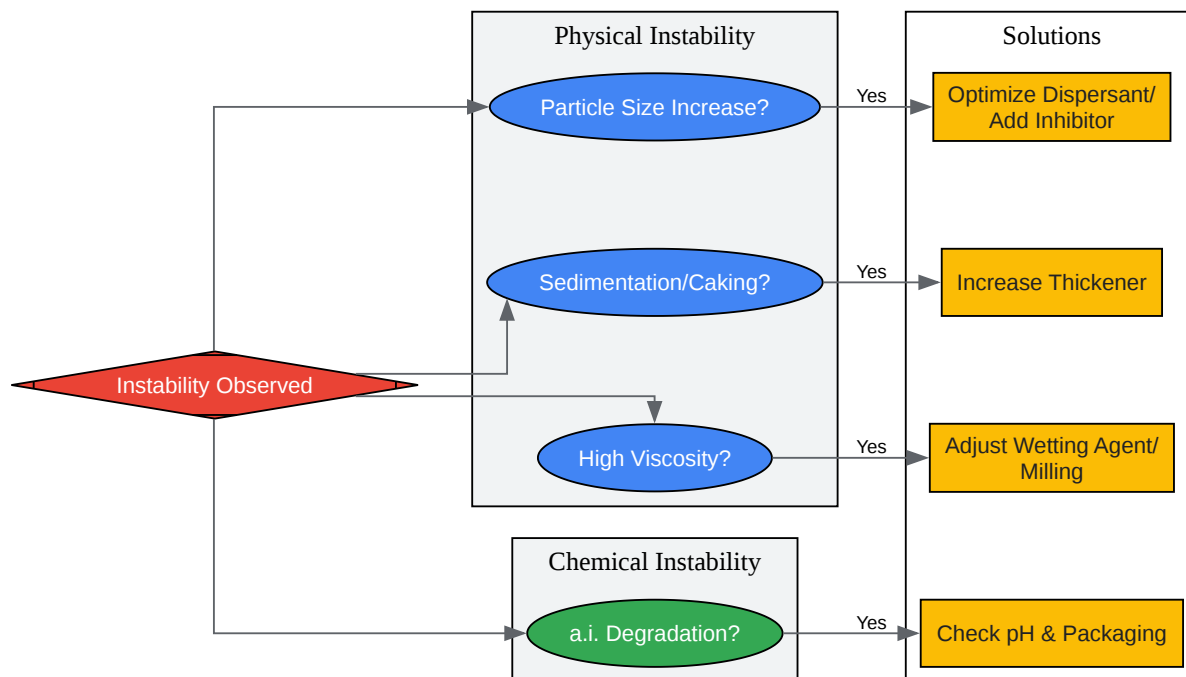 Physical Instability
Solutions
Particle Size Increase?
Yes
Optimize Dispersant/
Add Inhibitor
Sedimentation/Caking?
Yes
Increase Thickener
Instability Observed
High Viscosity?
Yes
Adjust Wetting Agent/
Milling
Chemical Instability
a.i. Degradation?
Yes
Check pH & Packaging